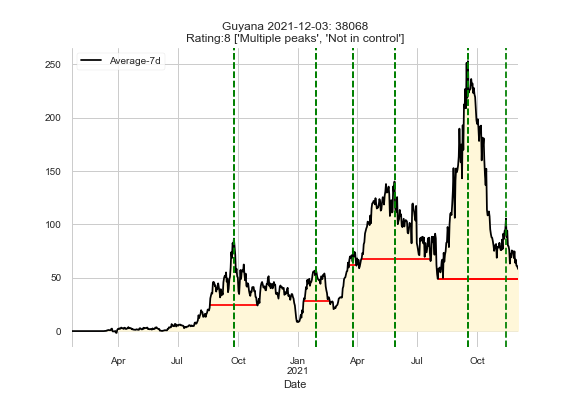 Guyana 2021-12-03: 38068
Rating:8 ['Multiple peaks', 'Not in control']
Average-7d
250
200
150
100
50
0
Apr Jul Oct Jan Apr Jul Oct
2021
Date